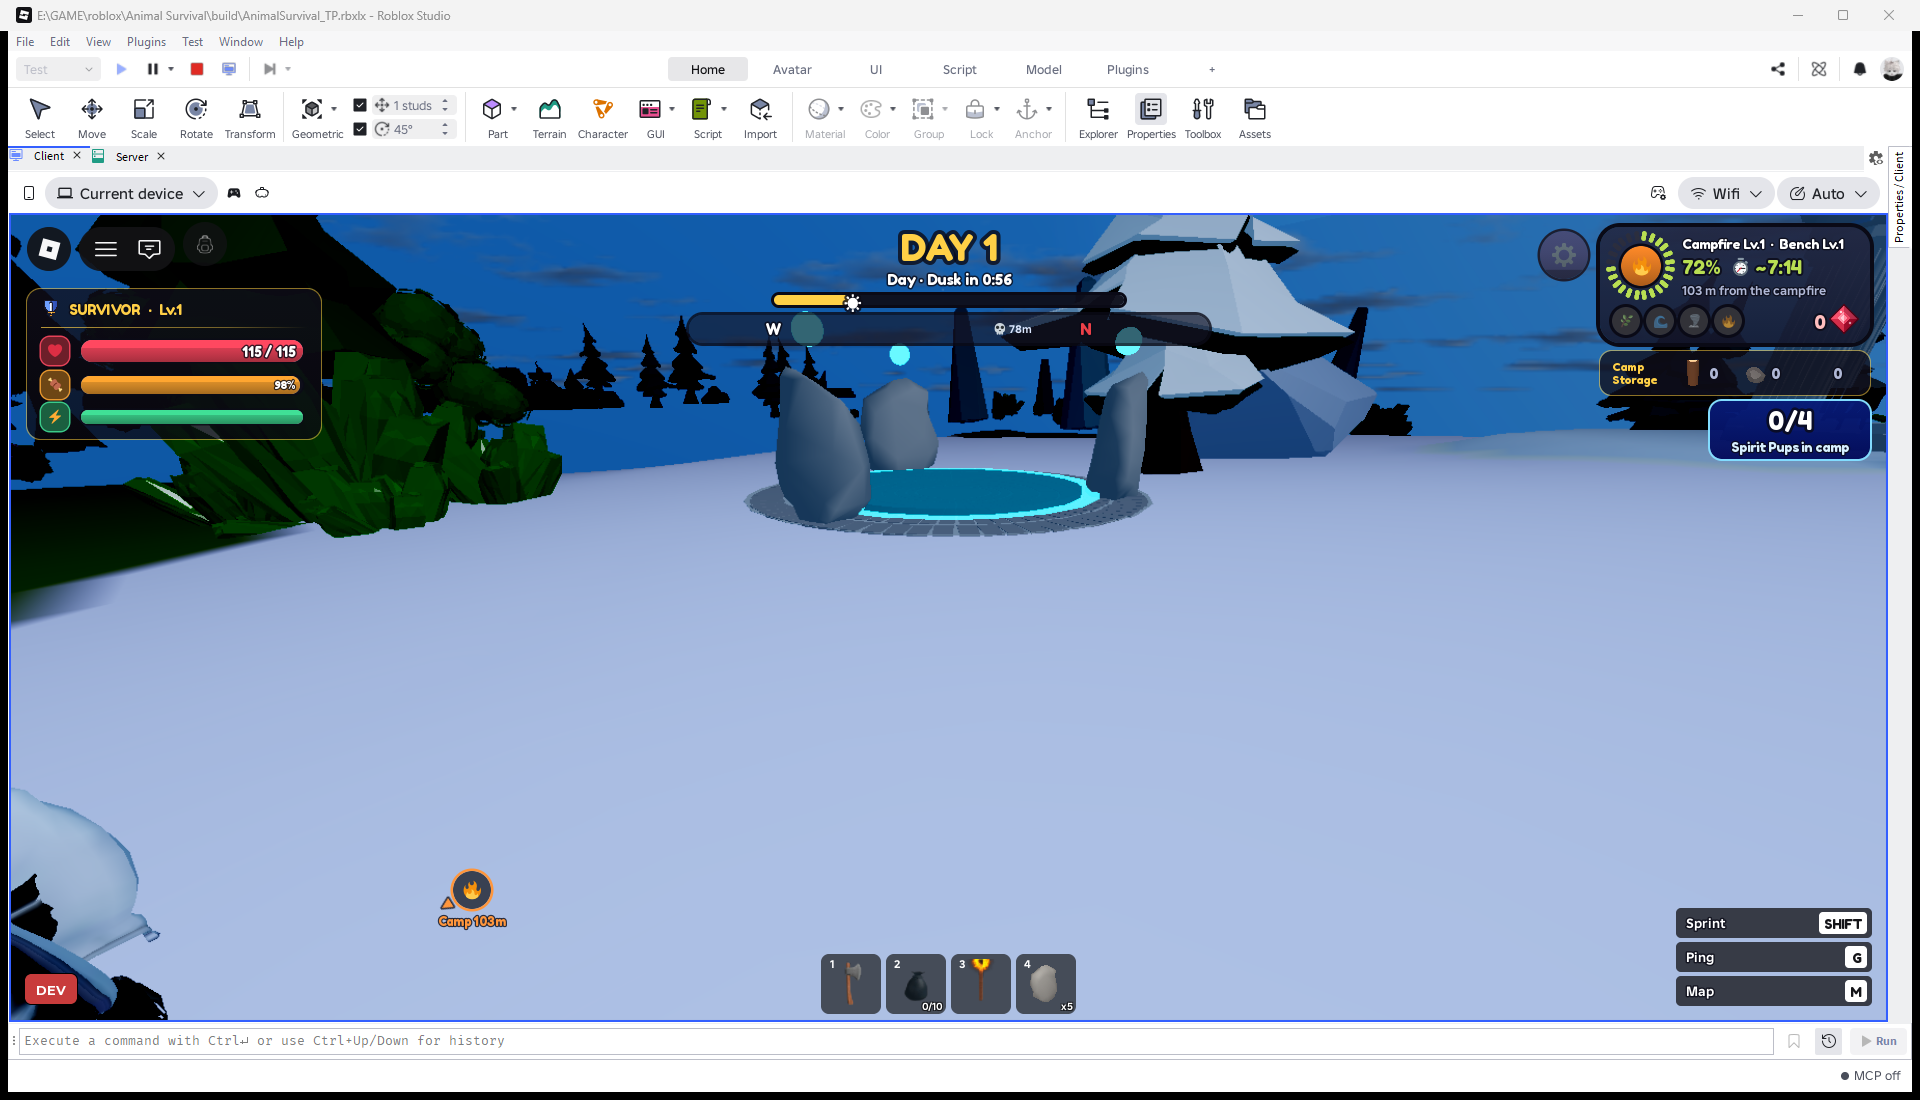 E:\GAME\roblox\Animal Survival\build\AnimalSurvival_TP.rbxlx - Roblox Studio
File Edit View Plugins Test Window Help
Test
Home Avatar UI Script Model Plugins +
1 studs
45°
Select Move Scale Rotate Transform Geometric Part Terrain Character GUI Script Import Material Color Group Lock Anchor Explorer Properties Toolbox Assets
Client Server
Properties / Client
Current device
Wifi Auto
DAY 1
Day · Dusk in 0:56
W 78m N
SURVIVOR · Lv.1
115 / 115
98%
Campfire Lv.1 · Bench Lv.1
72% ~7:14
103 m from the campfire
0
Camp Storage 0 0 0
0/4
Spirit Pups in camp
Camp 103m
1 2 3 4
0/10 x5
Sprint SHIFT
Ping G
Map M
DEV
Execute a command with Ctrl↵ or use Ctrl+Up/Down for history
Run
MCP off